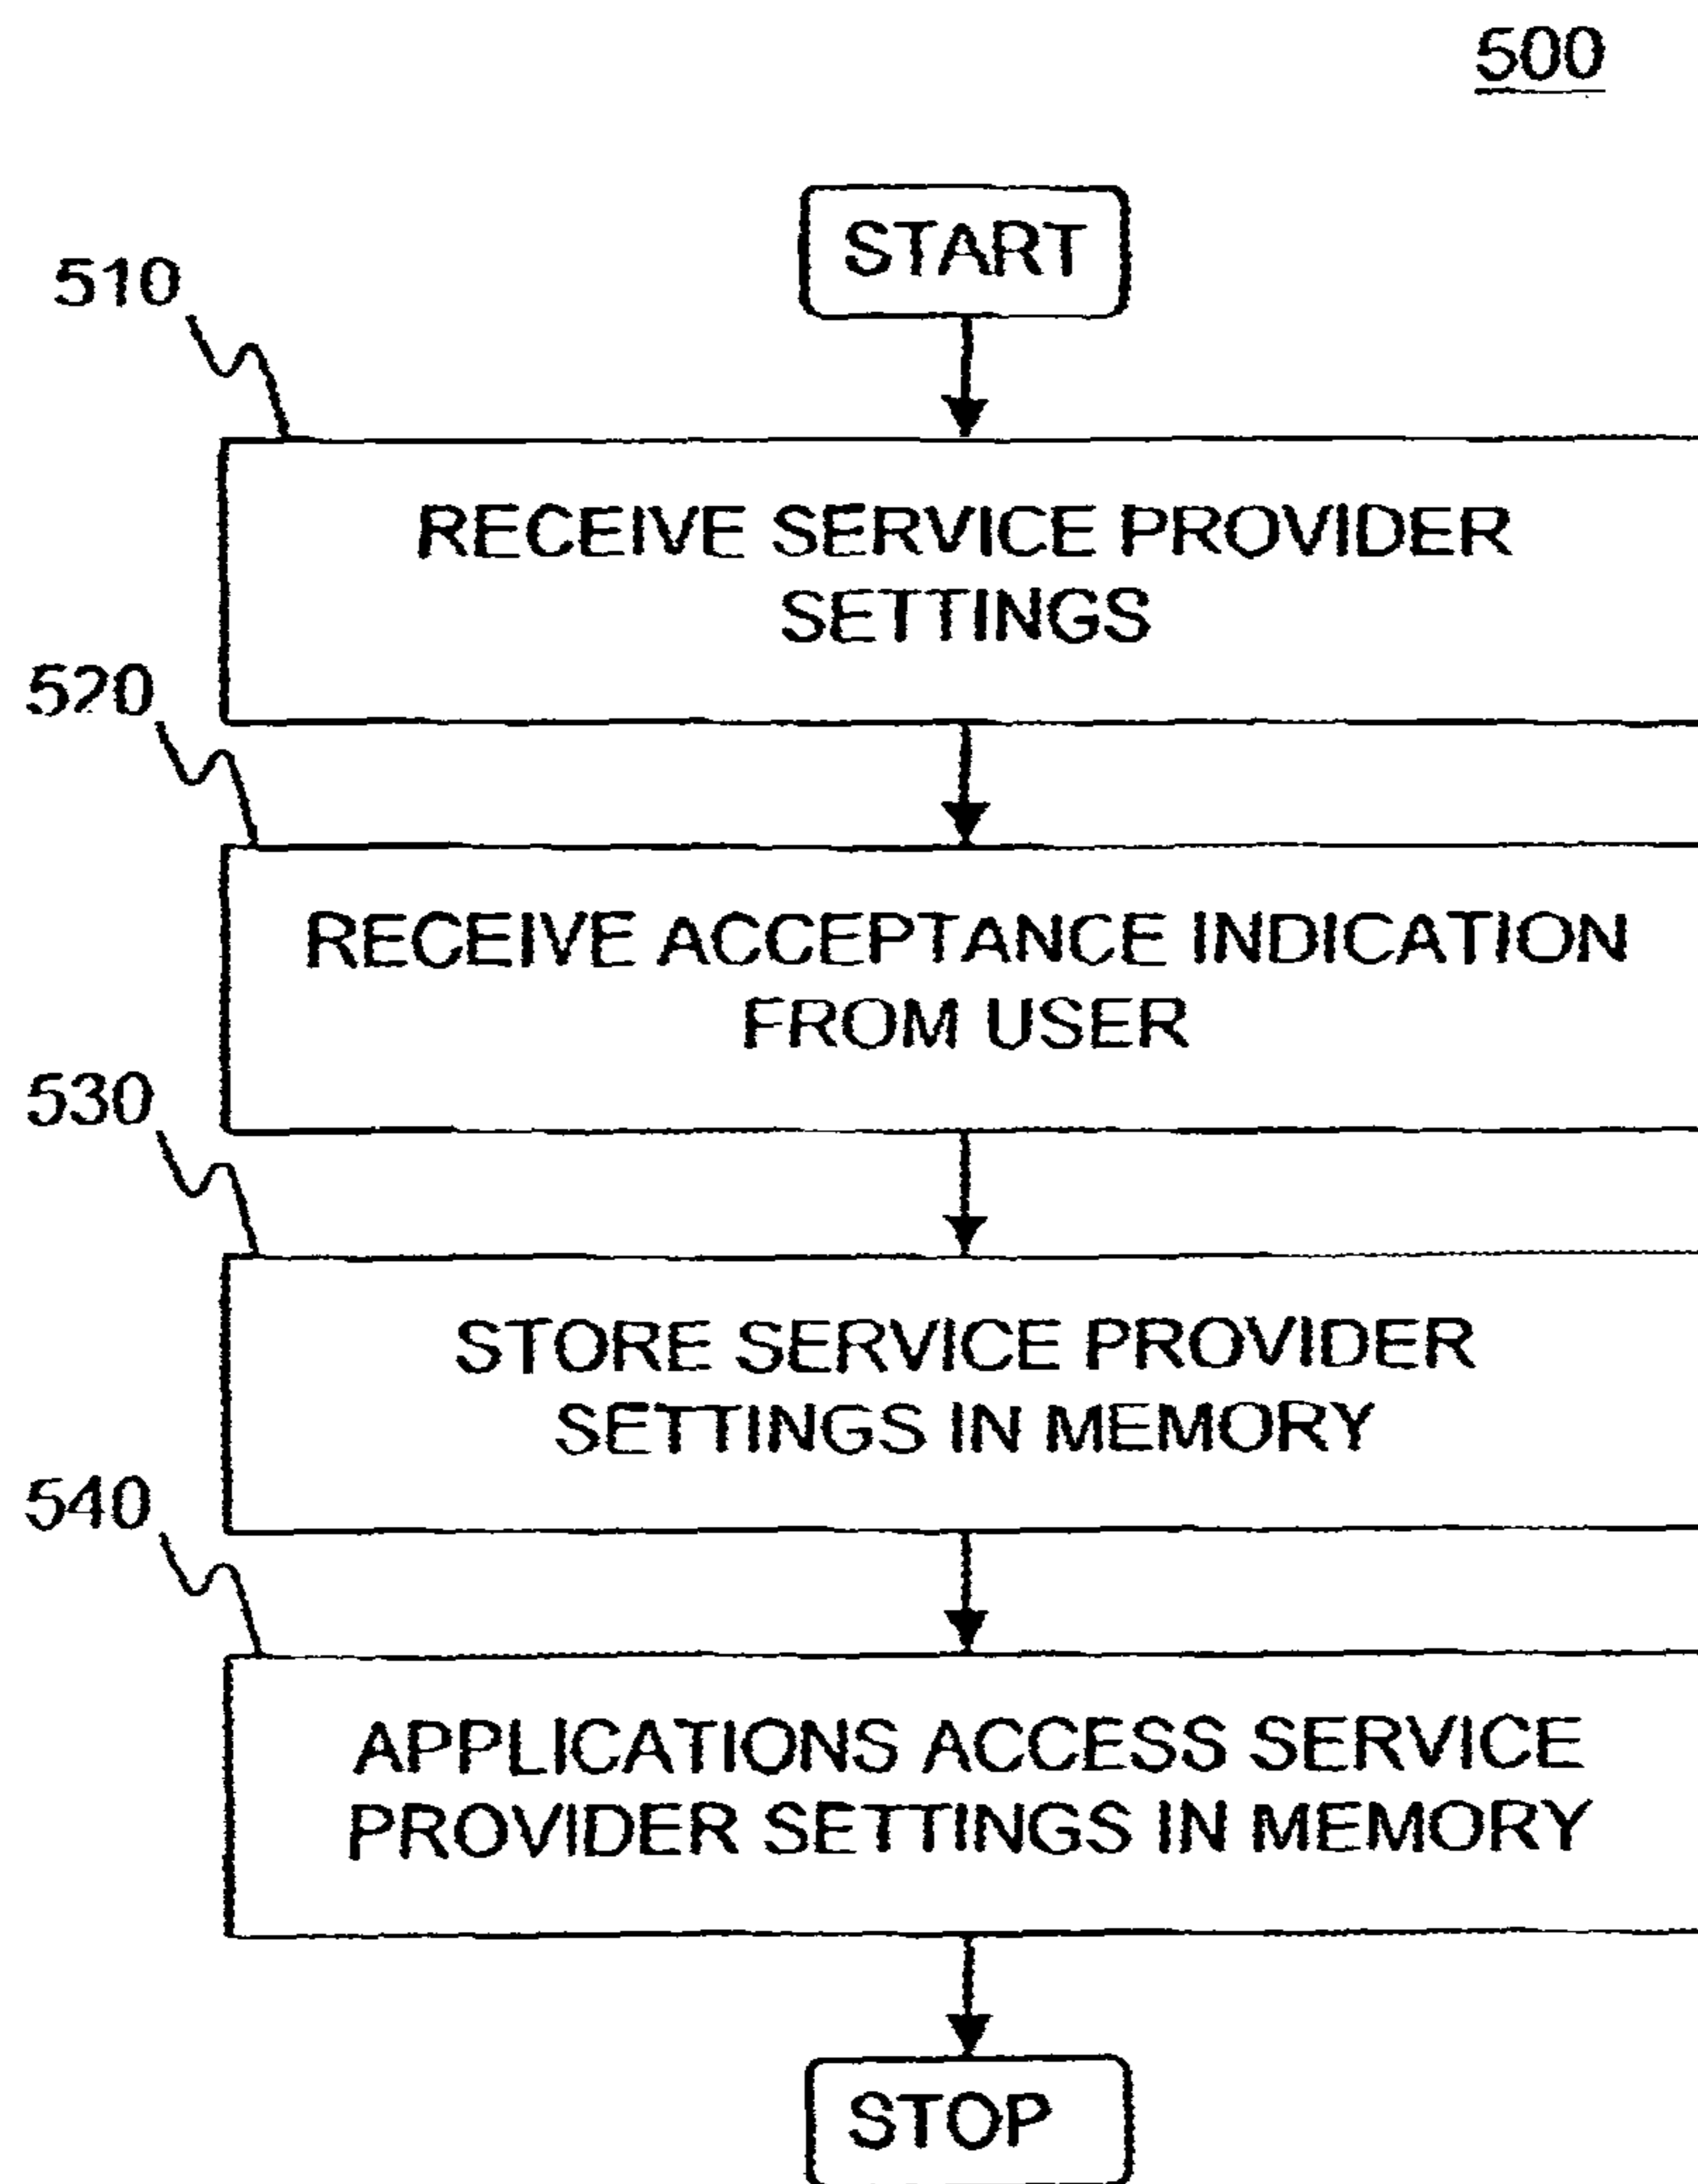 500
START
510
RECEIVE SERVICE PROVIDER
SETTINGS
520
RECEIVE ACCEPTANCE INDICATION
FROM USER
530
STORE SERVICE PROVIDER
SETTINGS IN MEMORY
540
APPLICATIONS ACCESS SERVICE
PROVIDER SETTINGS IN MEMORY
STOP